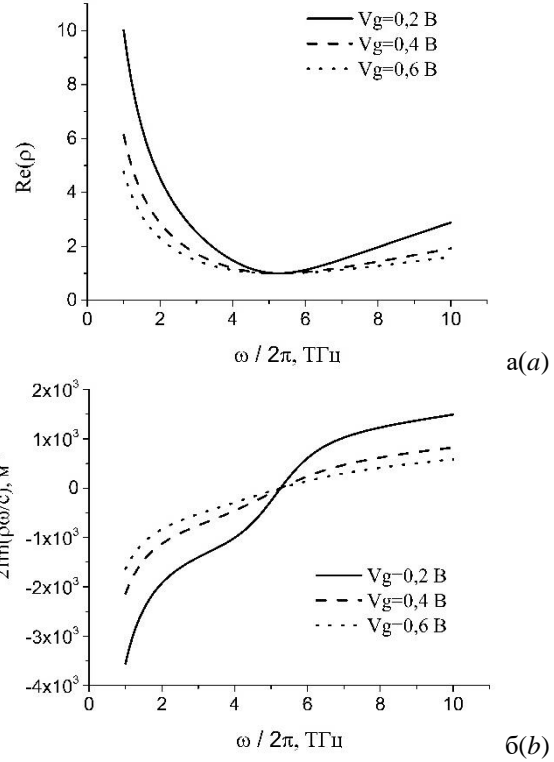 Vg=0,2 В
Vg=0,4 В
Vg=0,6 В
10
8
6
4
2
0
Re(ρ)
0 2 4 6 8 10
ω / 2π, ТГц
а(a)
2x10³
1x10³
0
-1x10³
-2x10³
-3x10³
-4x10³
2Im(ρω/c), м
Vg=0,2 В
Vg=0,4 В
Vg=0,6 В
0 2 4 6 8 10
ω / 2π, ТГц
б(b)